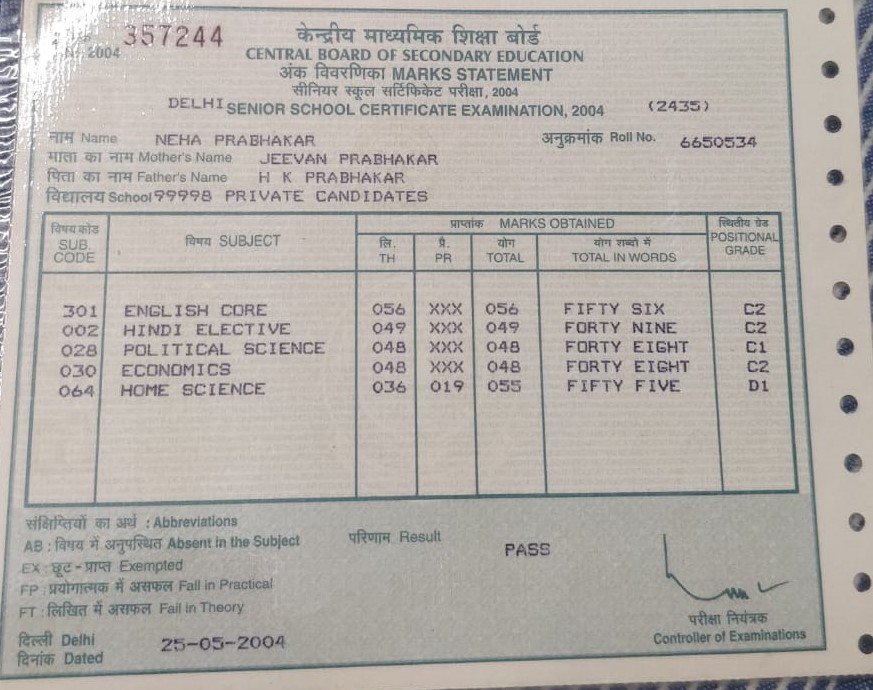 2004 357244
केन्द्रीय माध्यमिक शिक्षा बोर्ड
CENTRAL BOARD OF SECONDARY EDUCATION
अंक विवरणिका MARKS STATEMENT
सीनियर स्कूल सर्टिफिकेट परीक्षा, 2004
DELHI SENIOR SCHOOL CERTIFICATE EXAMINATION, 2004 (2435)
नाम Name NEHA PRABHAKAR अनुक्रमांक Roll No. 6650534
माता का नाम Mother's Name JEEVAN PRABHAKAR
पिता का नाम Father's Name H K PRABHAKAR
विद्यालय School 99998 PRIVATE CANDIDATES
विषय कोड SUB. CODE विषय SUBJECT प्राप्तांक MARKS OBTAINED स्थितीय ग्रेड POSITIONAL GRADE
लि. TH प्रै. PR योग TOTAL योग शब्दो में TOTAL IN WORDS
301 ENGLISH CORE 056 XXX 056 FIFTY SIX C2
002 HINDI ELECTIVE 049 XXX 049 FORTY NINE C2
028 POLITICAL SCIENCE 048 XXX 048 FORTY EIGHT C1
030 ECONOMICS 048 XXX 048 FORTY EIGHT C2
064 HOME SCIENCE 036 019 055 FIFTY FIVE D1
संक्षिप्तियों का अर्थ : Abbreviations
AB : विषय में अनुपस्थित Absent in the Subject परिणाम Result PASS
EX : छूट - प्राप्त Exempted
FP : प्रयोगात्मक में असफल Fail in Practical
FT : लिखित में असफल Fail in Theory
परीक्षा नियंत्रक
Controller of Examinations
दिल्ली Delhi
दिनांक Dated 25-05-2004